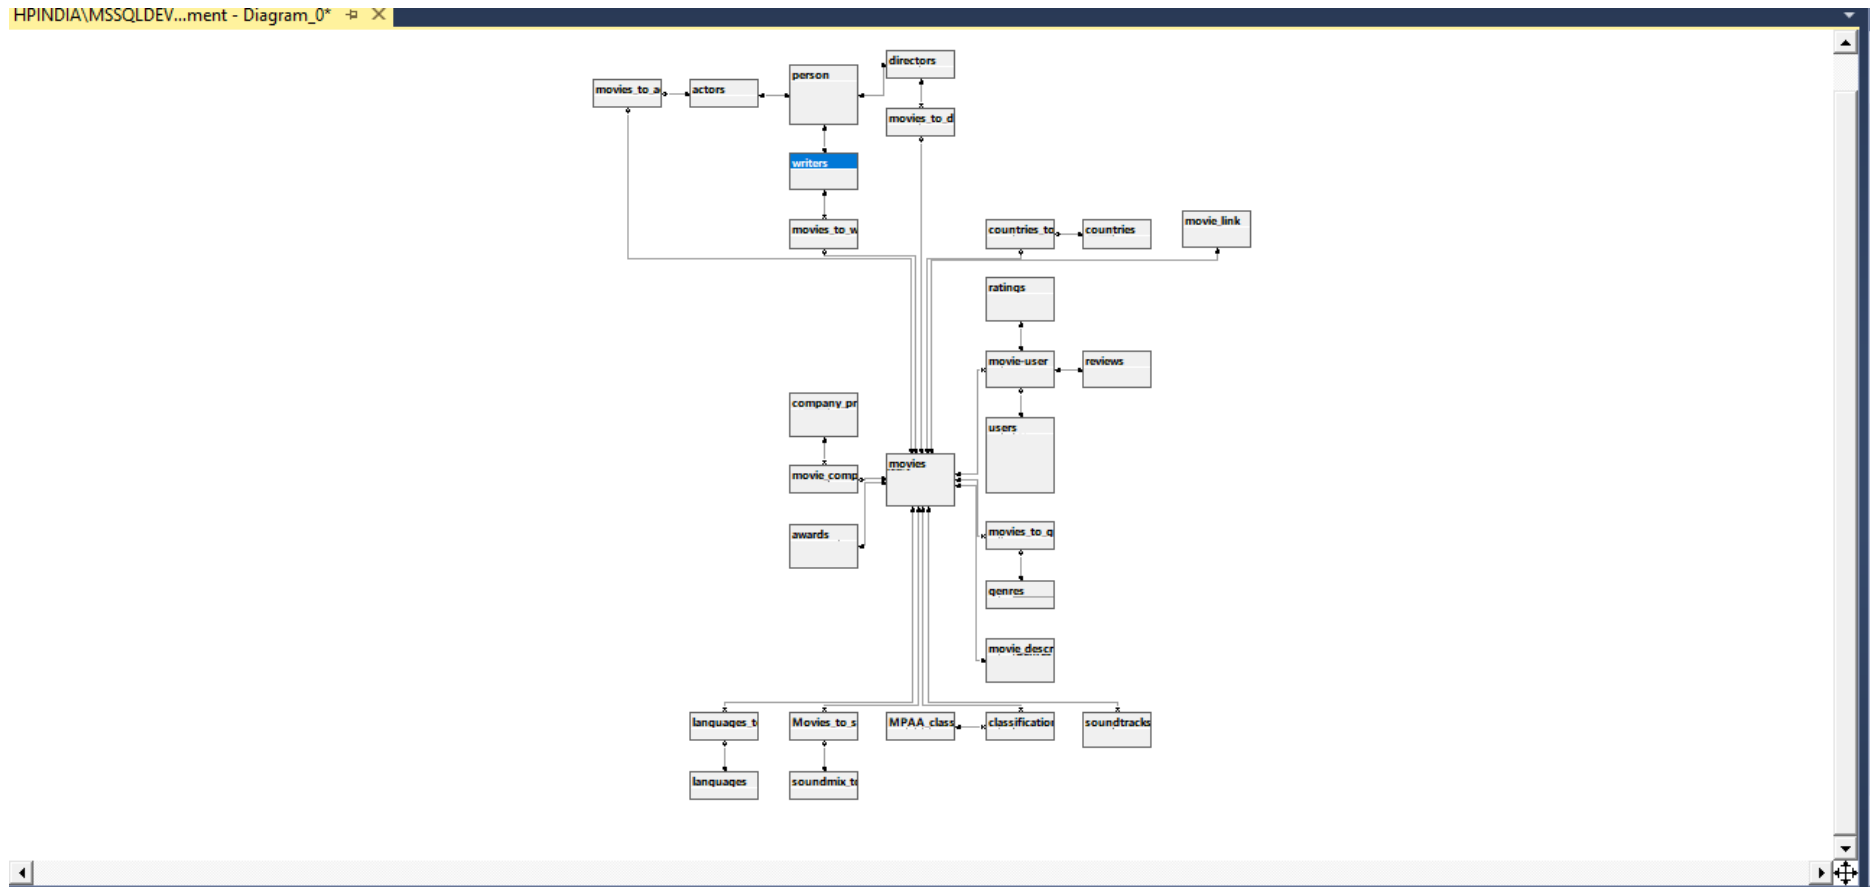 HPINDIA\MSSQLDEV...ment - Diagram_0*
directors
person
movies_to_a
actors
movies_to_d
writers
movies_to_w
countries_to
countries
movie_link
ratings
movie-user
reviews
company_pr
users
movies
movie_comp
awards
movies_to_g
genres
movie_descr
languages_t
Movies_to_s
MPAA_class
classification
soundtracks
languages
soundmix_t